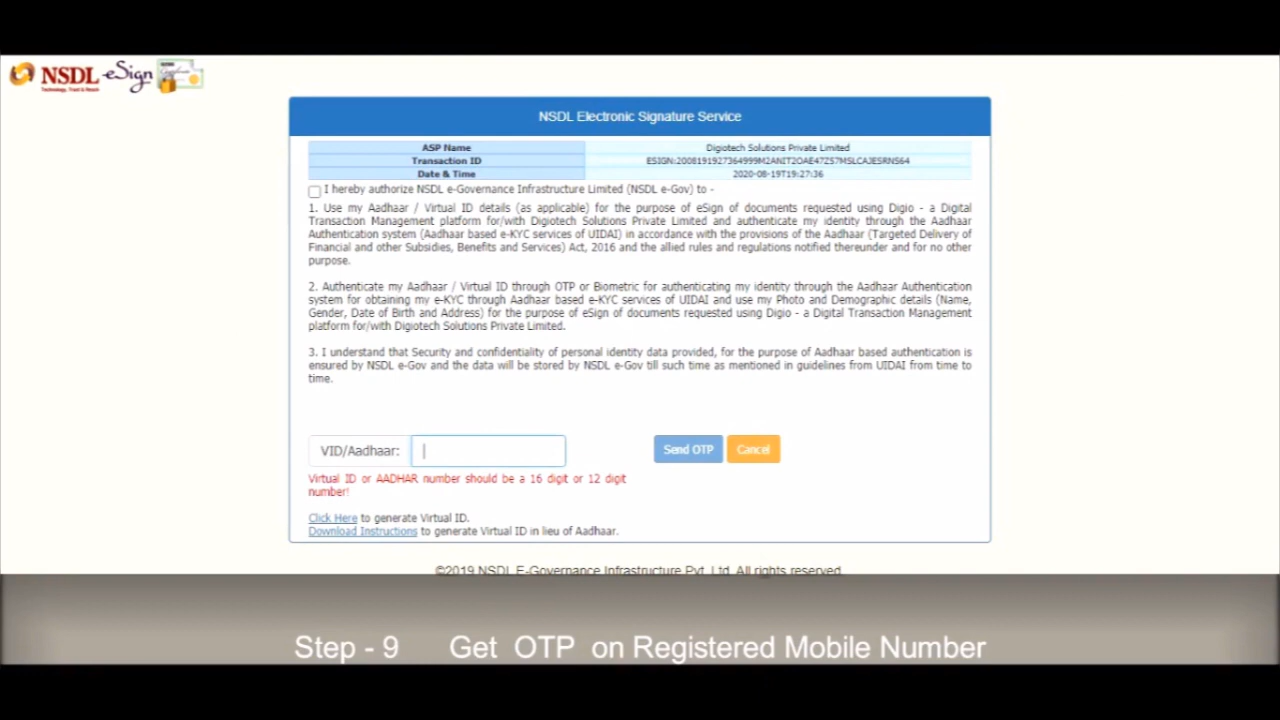 NSDL eSign
Technology, Trust & Reach
NSDL Electronic Signature Service
ASP Name Digiotech Solutions Private Limited
Transaction ID ESIGN:2008191927364999M2ANIT2OAE47Z57MSLCAJESRNS64
Date & Time 2020-08-19T19:27:36
I hereby authorize NSDL e-Governance Infrastructure Limited (NSDL e-Gov) to -
1. Use my Aadhaar / Virtual ID details (as applicable) for the purpose of eSign of documents requested using Digio - a Digital
Transaction Management platform for/with Digiotech Solutions Private Limited and authenticate my identity through the Aadhaar
Authentication system (Aadhaar based e-KYC services of UIDAI) in accordance with the provisions of the Aadhaar (Targeted Delivery of
Financial and other Subsidies, Benefits and Services) Act, 2016 and the allied rules and regulations notified thereunder and for no other
purpose.
2. Authenticate my Aadhaar / Virtual ID through OTP or Biometric for authenticating my identity through the Aadhaar Authentication
system for obtaining my e-KYC through Aadhaar based e-KYC services of UIDAI and use my Photo and Demographic details (Name,
Gender, Date of Birth and Address) for the purpose of eSign of documents requested using Digio - a Digital Transaction Management
platform for/with Digiotech Solutions Private Limited.
3. I understand that Security and confidentiality of personal identity data provided, for the purpose of Aadhaar based authentication is
ensured by NSDL e-Gov and the data will be stored by NSDL e-Gov till such time as mentioned in guidelines from UIDAI from time to
time.
VID/Aadhaar: Send OTP Cancel
Virtual ID or AADHAR number should be a 16 digit or 12 digit
number!
Click Here to generate Virtual ID.
Download Instructions to generate Virtual ID in lieu of Aadhaar.
©2019 NSDL E-Governance Infrastructure Pvt. Ltd. All rights reserved.
Step - 9 Get OTP on Registered Mobile Number